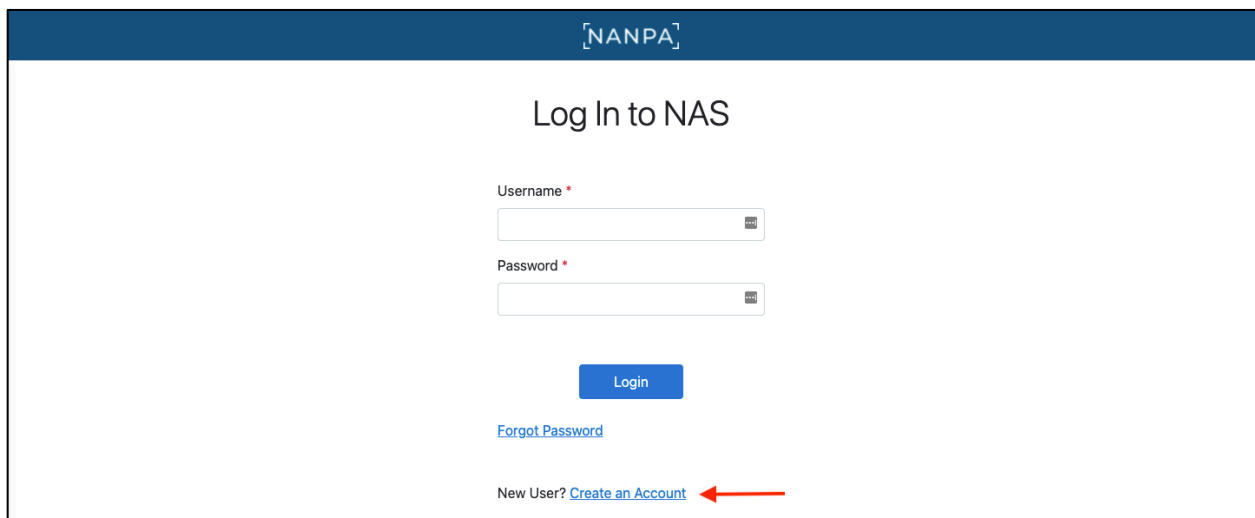 NANPA
Log In to NAS
Username *
Password *
Login
Forgot Password
New User? Create an Account